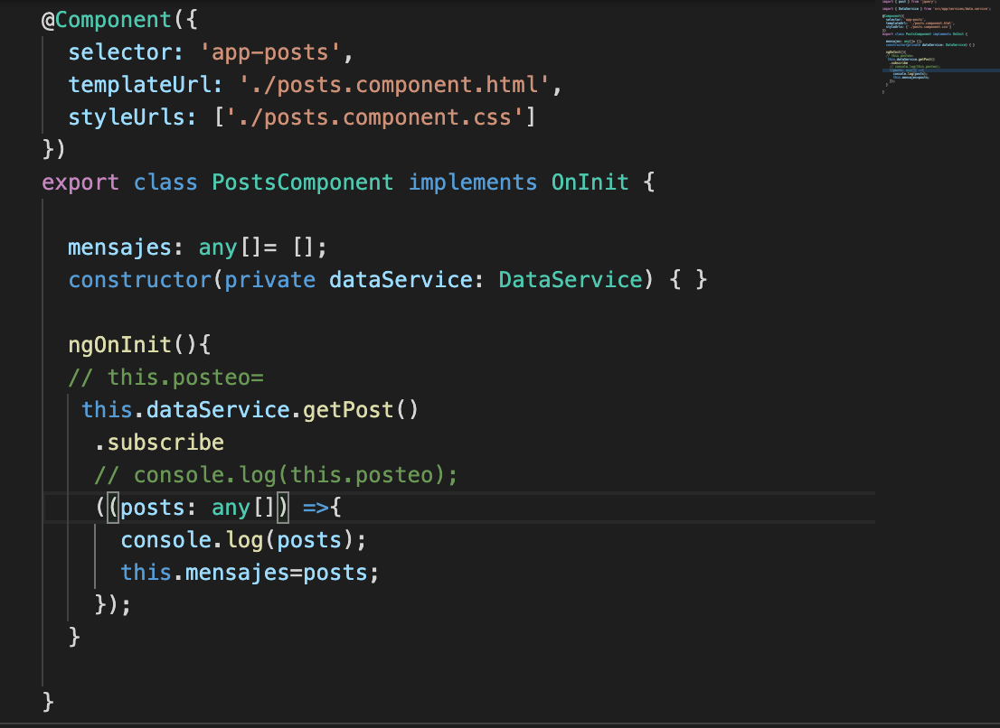 @Component({
selector: 'app-posts',
templateUrl: './posts.component.html',
styleUrls: ['./posts.component.css']
})
export class PostsComponent implements OnInit {
mensajes: any[]= [];
constructor(private dataService: DataService) { }
ngOnInit(){
// this.posteo=
this.dataService.getPost()
.subscribe
// console.log(this.posteo);
((posts: any[]) =>{
console.log(posts);
this.mensajes=posts;
});
}
}